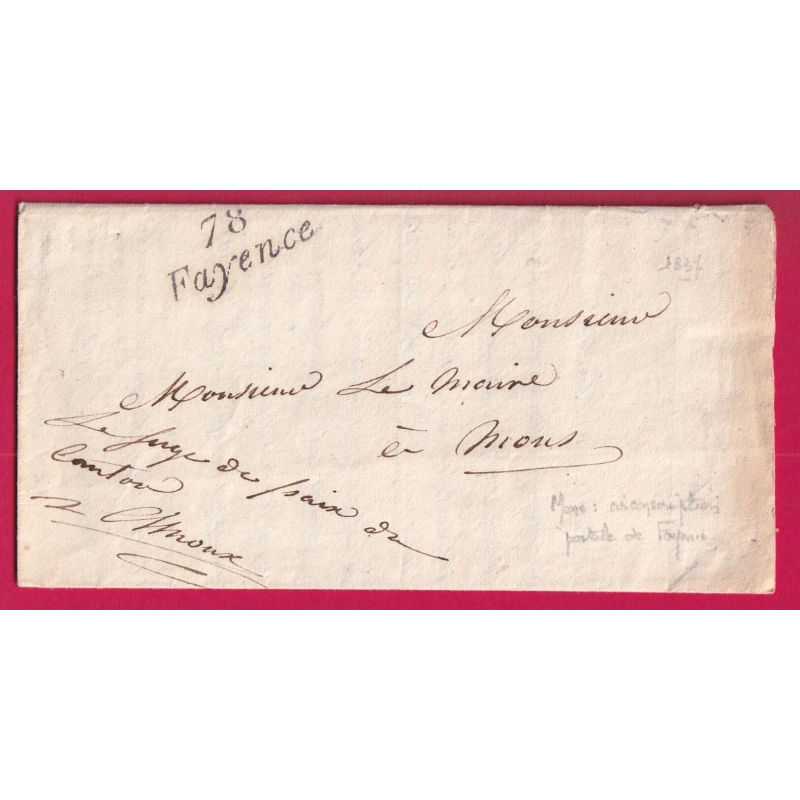 78
Fayence
1837
Monsieur
Monsieur Le Maire
à Mons
Le juge de paix du
Canton
Mons : circonscription
postale de Fayence